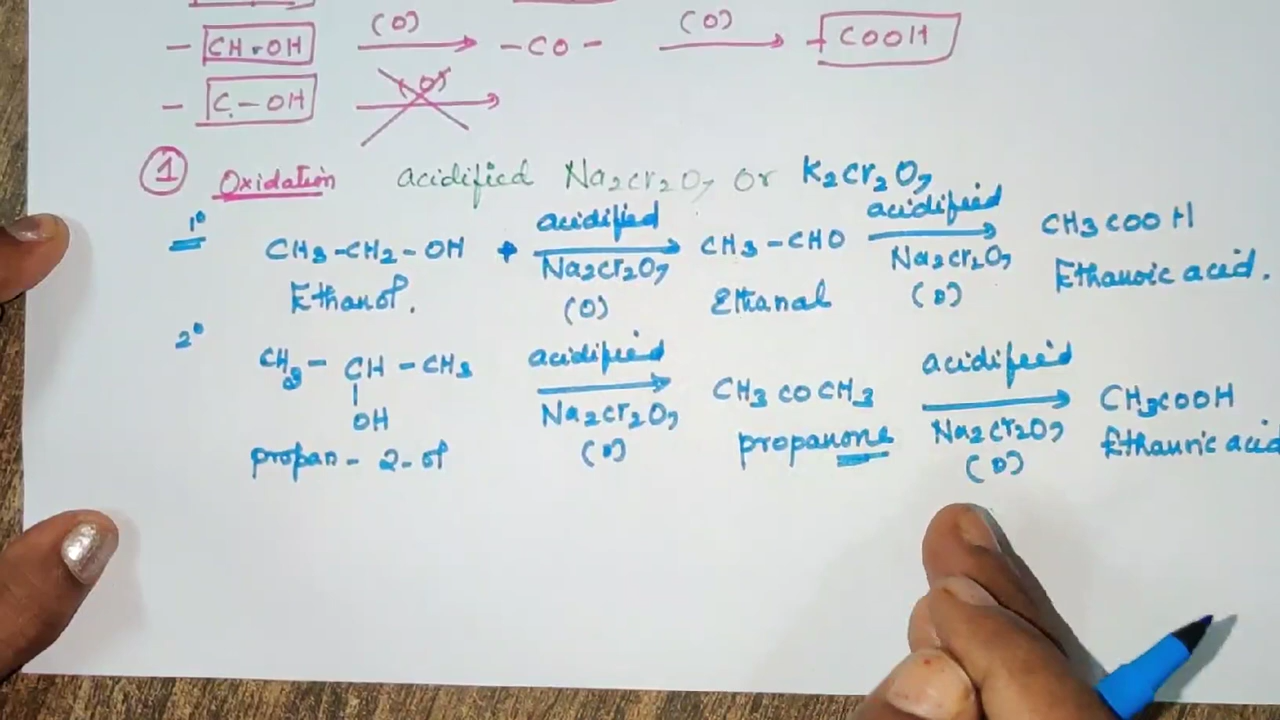 - CH-OH (O) -CO- (O) + COOH
- C-OH (O)
1 Oxidation acidified Na2cr2O7 or K2cr2O7
1° CH3-CH2-OH + acidified Na2cr2O7 (O) CH3-CHO acidified Na2cr2O7 (O) CH3COOH
Ethanol. Ethanal Ethanoic acid.
2° CH3- CH -CH3 acidified Na2cr2O7 (O) CH3COCH3 acidified Na2cr2O7 (O) CH3COOH
OH
propan-2-ol propanone Ethanoic acid